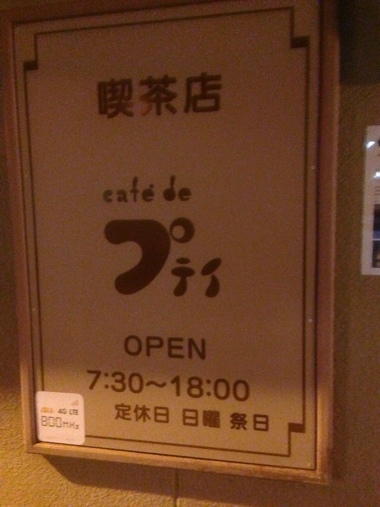 喫茶店
café de
プティ
OPEN
7:30〜18:00
定休日 日曜 祭日
au 4G LTE
800MHz